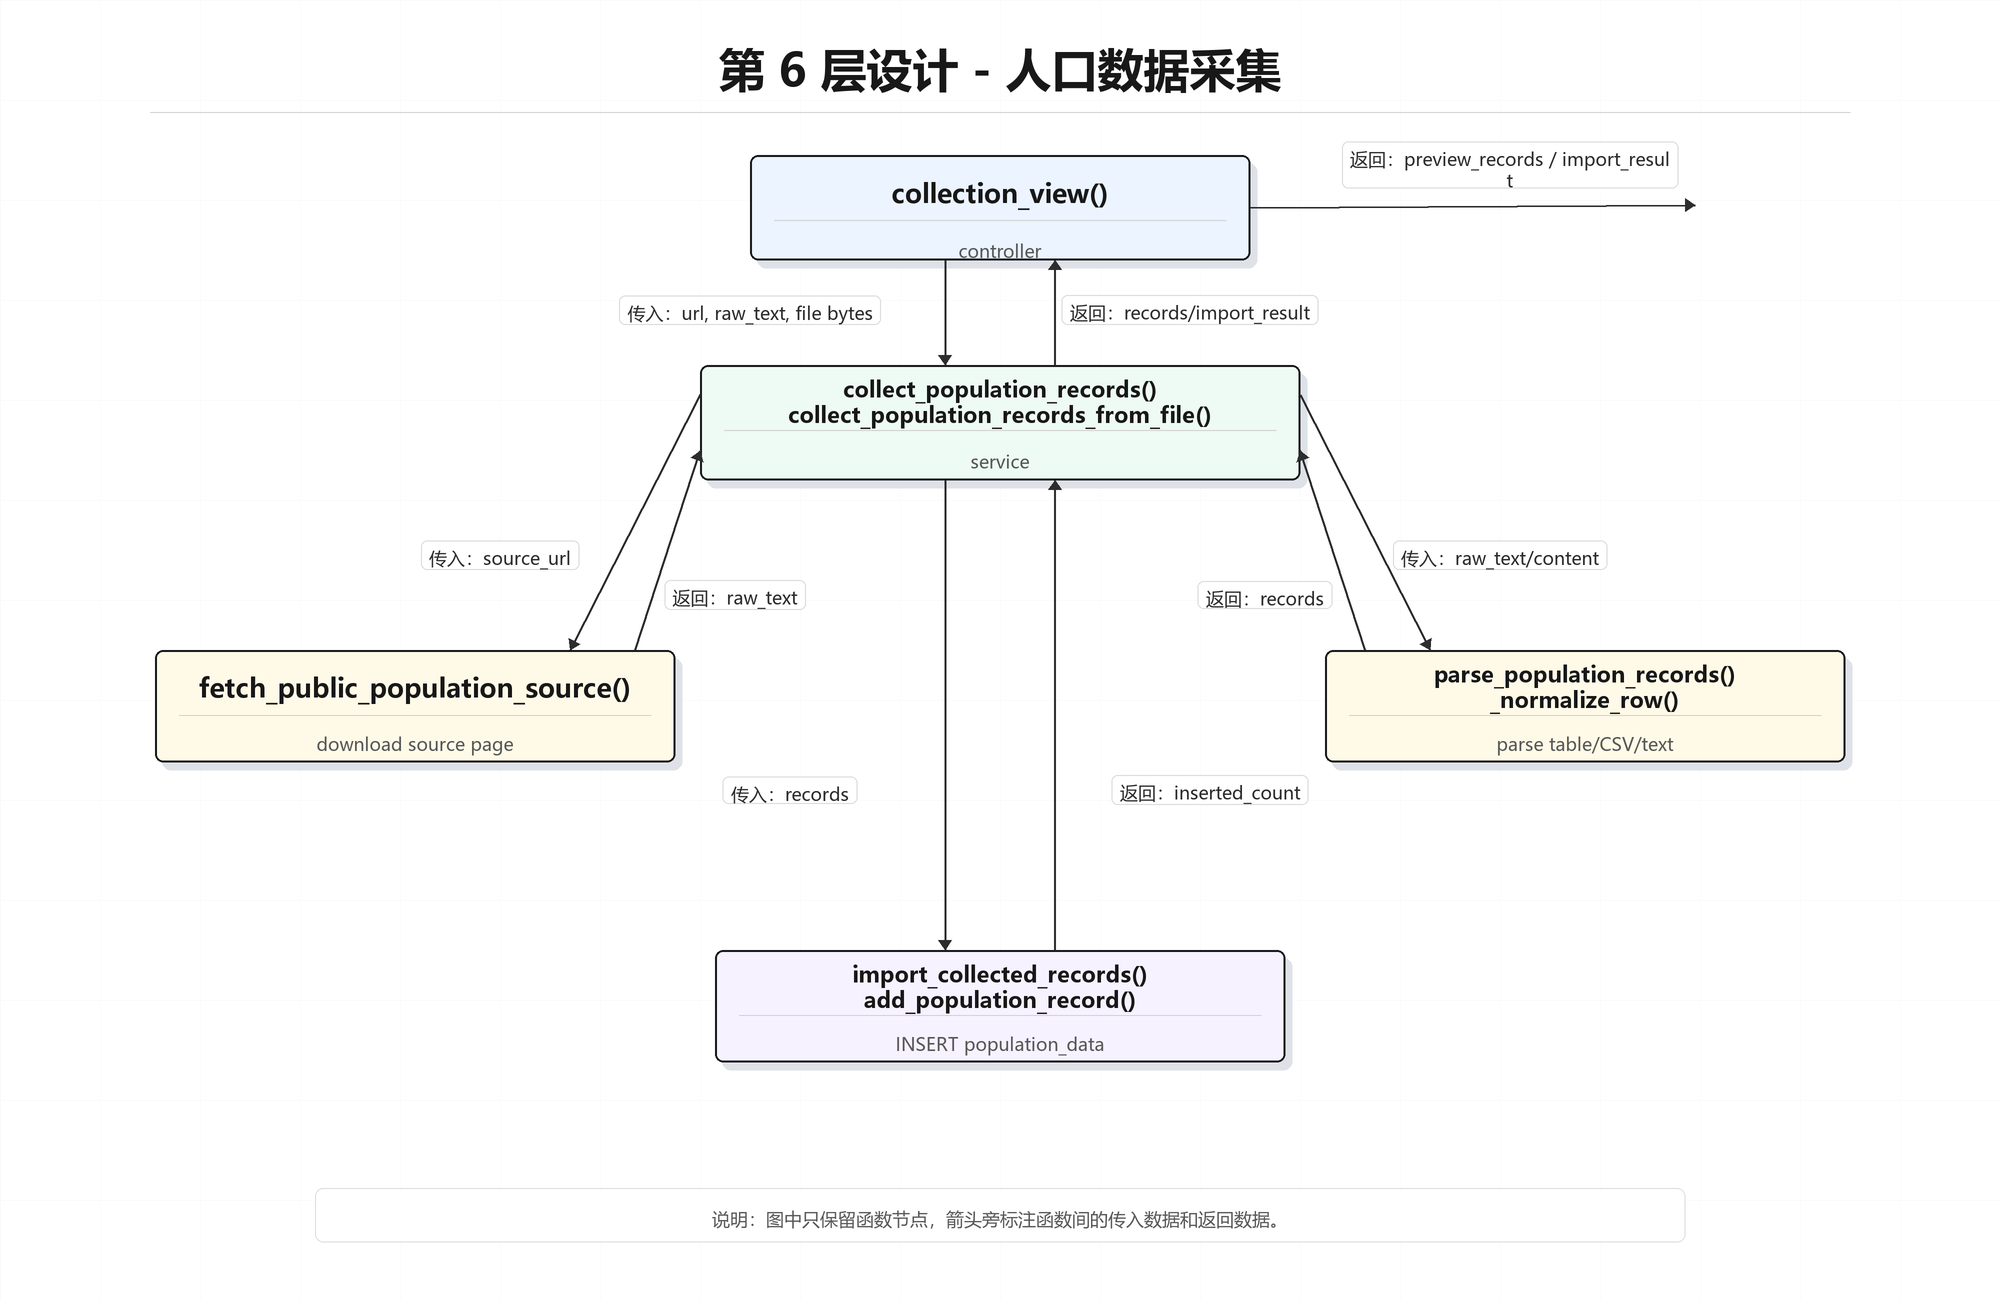 第 6 层设计 - 人口数据采集
返回：preview_records / import_resul
t
collection_view()
controller
传入：url, raw_text, file bytes
返回：records/import_result
collect_population_records()
collect_population_records_from_file()
service
传入：source_url
返回：raw_text
返回：records
传入：raw_text/content
fetch_public_population_source()
download source page
parse_population_records()
_normalize_row()
parse table/CSV/text
传入：records
返回：inserted_count
import_collected_records()
add_population_record()
INSERT population_data
说明：图中只保留函数节点，箭头旁标注函数间的传入数据和返回数据。